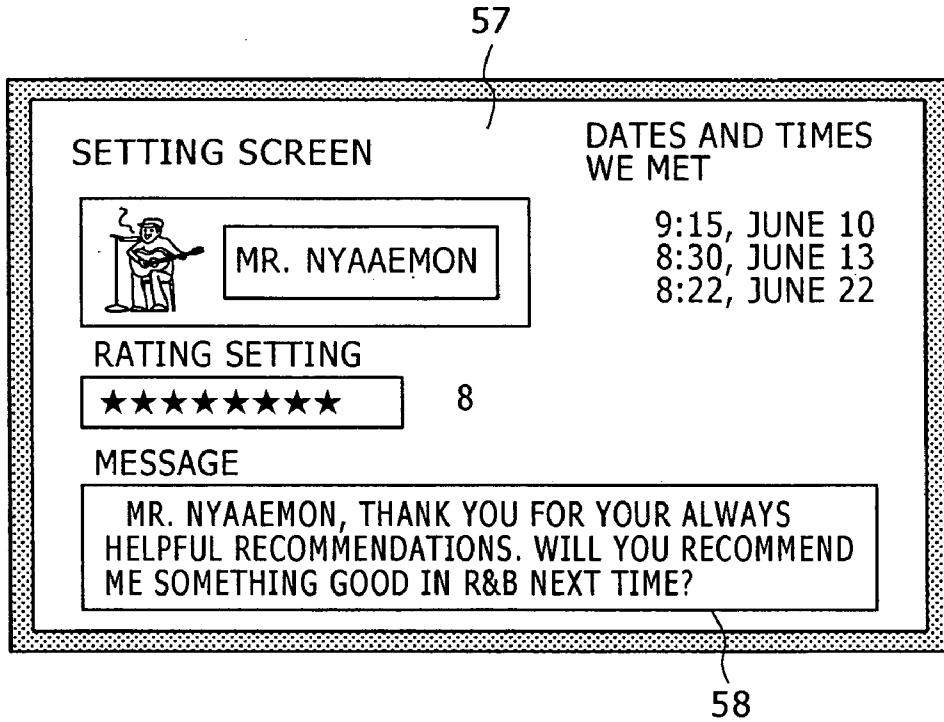 57
SETTING SCREEN
DATES AND TIMES
WE MET
MR. NYAAEMON
9:15, JUNE 10
8:30, JUNE 13
8:22, JUNE 22
RATING SETTING
★★★★★★★★ 8
MESSAGE
MR. NYAAEMON, THANK YOU FOR YOUR ALWAYS
HELPFUL RECOMMENDATIONS. WILL YOU RECOMMEND
ME SOMETHING GOOD IN R&B NEXT TIME?
58